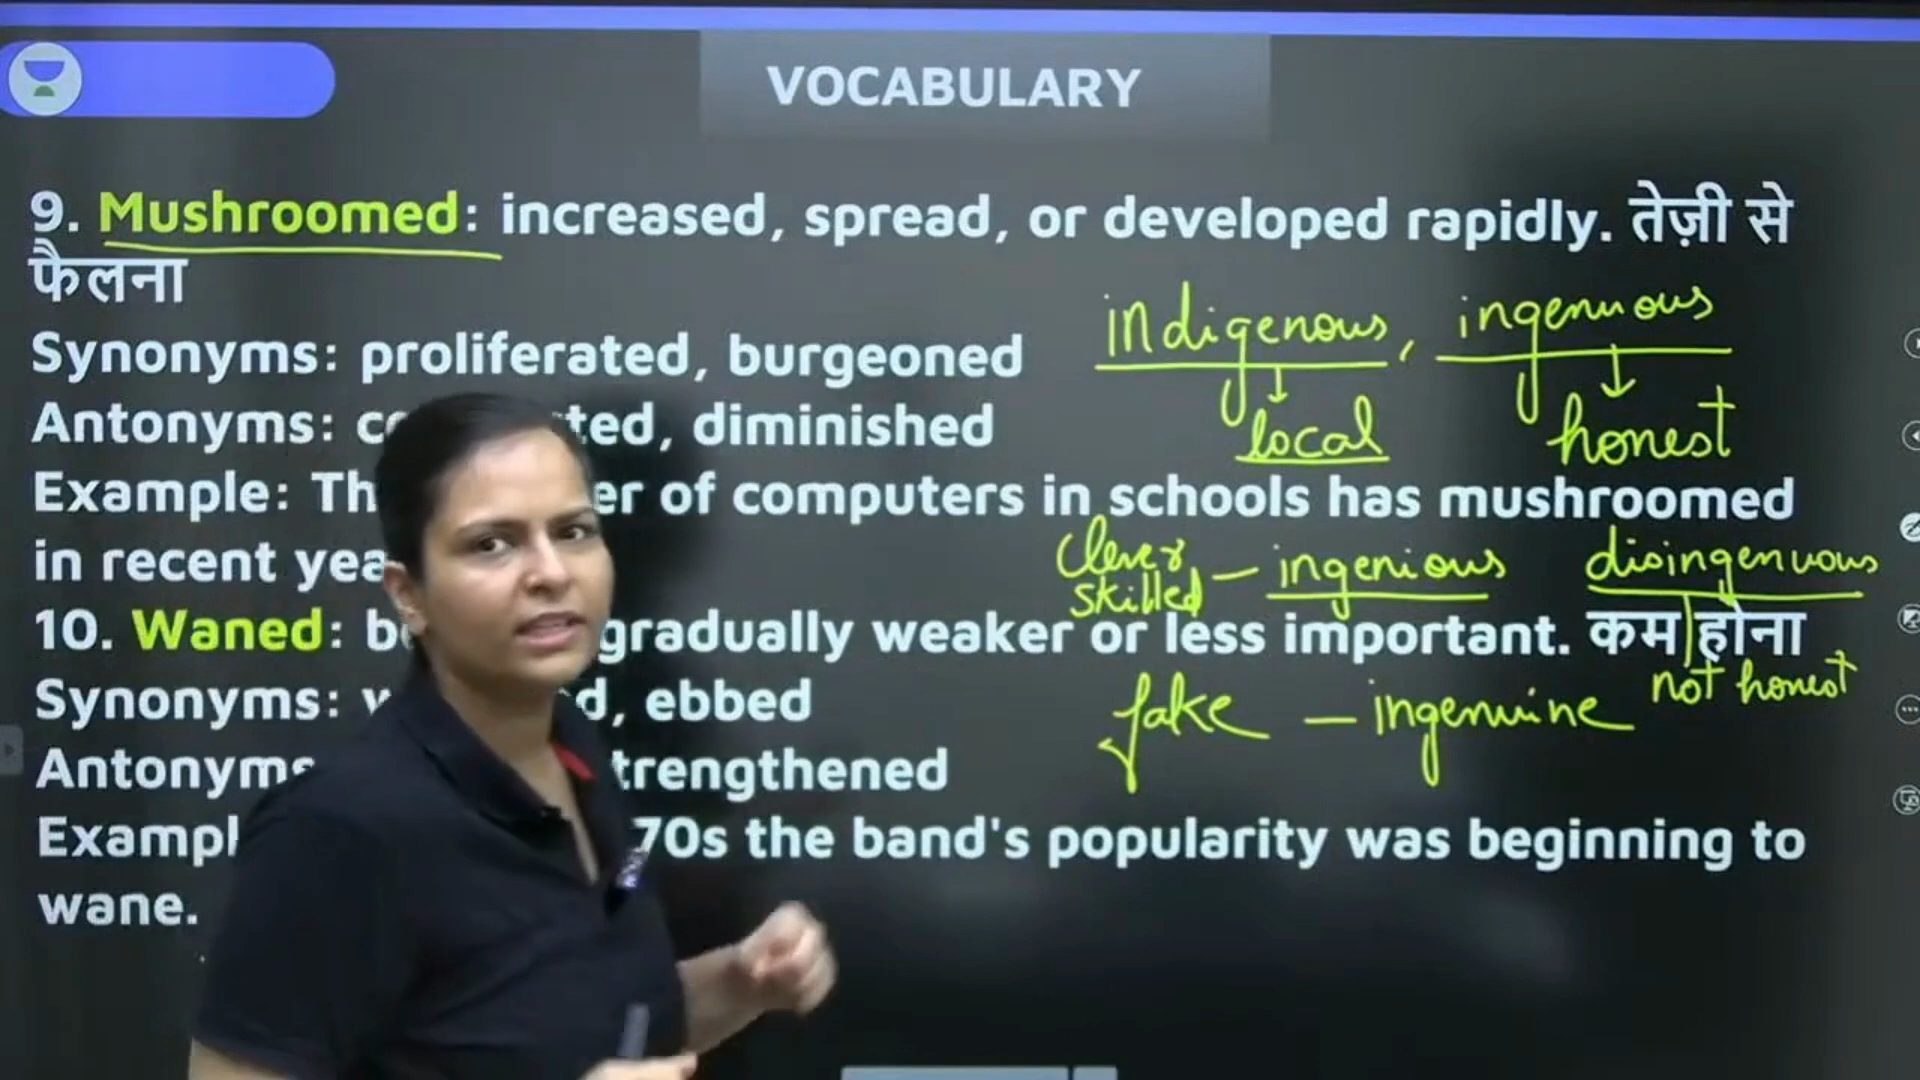 VOCABULARY
9. Mushroomed: increased, spread, or developed rapidly. तेज़ी से
फैलना
indigenous, ingenuous
Synonyms: proliferated, burgeoned
local honest
Antonyms: diminished
Example: of computers in schools has mushroomed
in recent
Clever skilled — ingenious disingenuous
10. Waned: gradually weaker or less important. कम होना
not honest
Synonyms: ebbed
fake — ingenuine
Antonyms
70s the band's popularity was beginning to
wane.